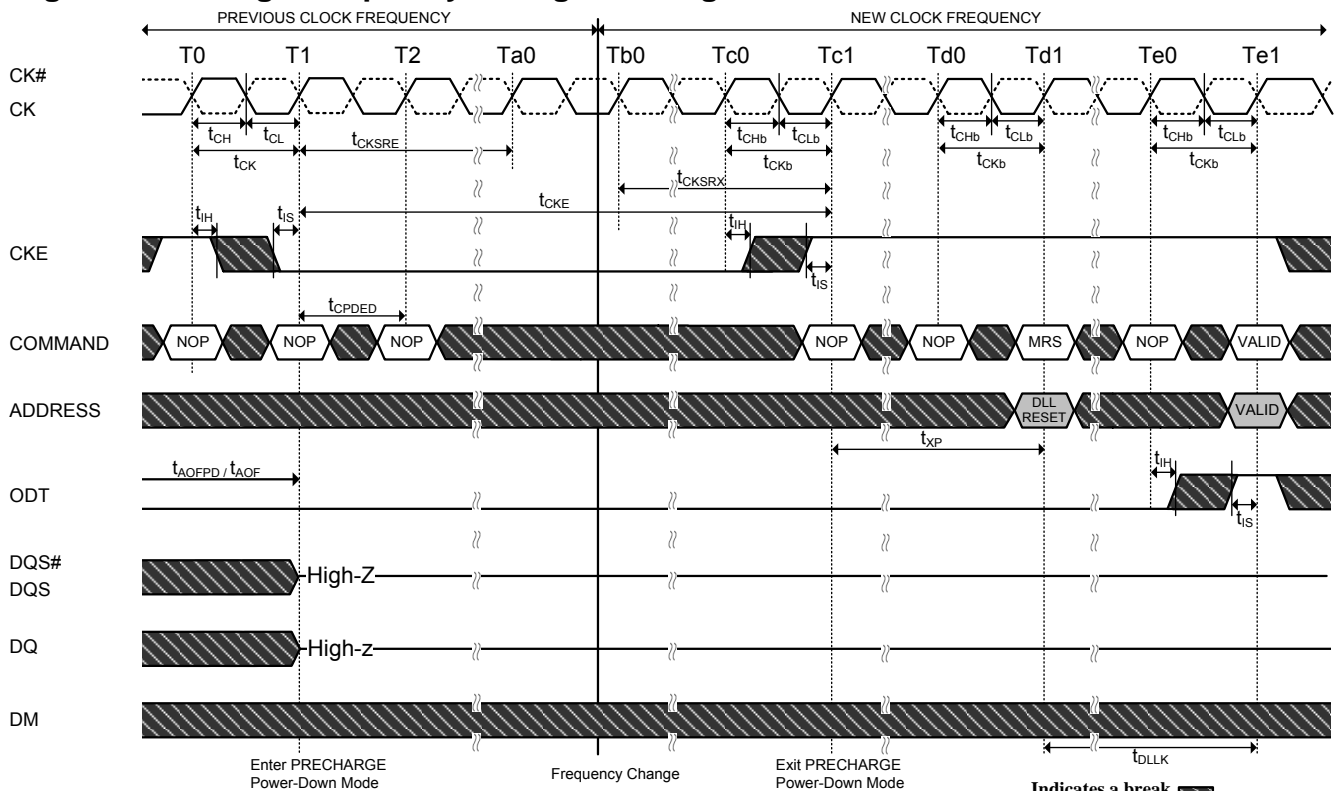 PREVIOUS CLOCK FREQUENCY NEW CLOCK FREQUENCY
T0 T1 T2 Ta0 Tb0 Tc0 Tc1 Td0 Td1 Te0 Te1
CK#
CK
tCH tCL tCHb tCLb tCHb tCLb tCHb tCLb
tCK tCKSRE tCKb tCKb tCKb
tCKSRX
tIH tIS tCKE tIH
CKE
tIS
tCPDED
COMMAND NOP NOP NOP NOP NOP MRS NOP VALID
ADDRESS DLL RESET VALID
tAOFPD / tAOF tXP tIH
ODT
tIS
DQS#
DQS
High-Z
DQ High-z
DM
tDLLK
Enter PRECHARGE
Power-Down Mode
Frequency Change
Exit PRECHARGE
Power-Down Mode
Indicates a break